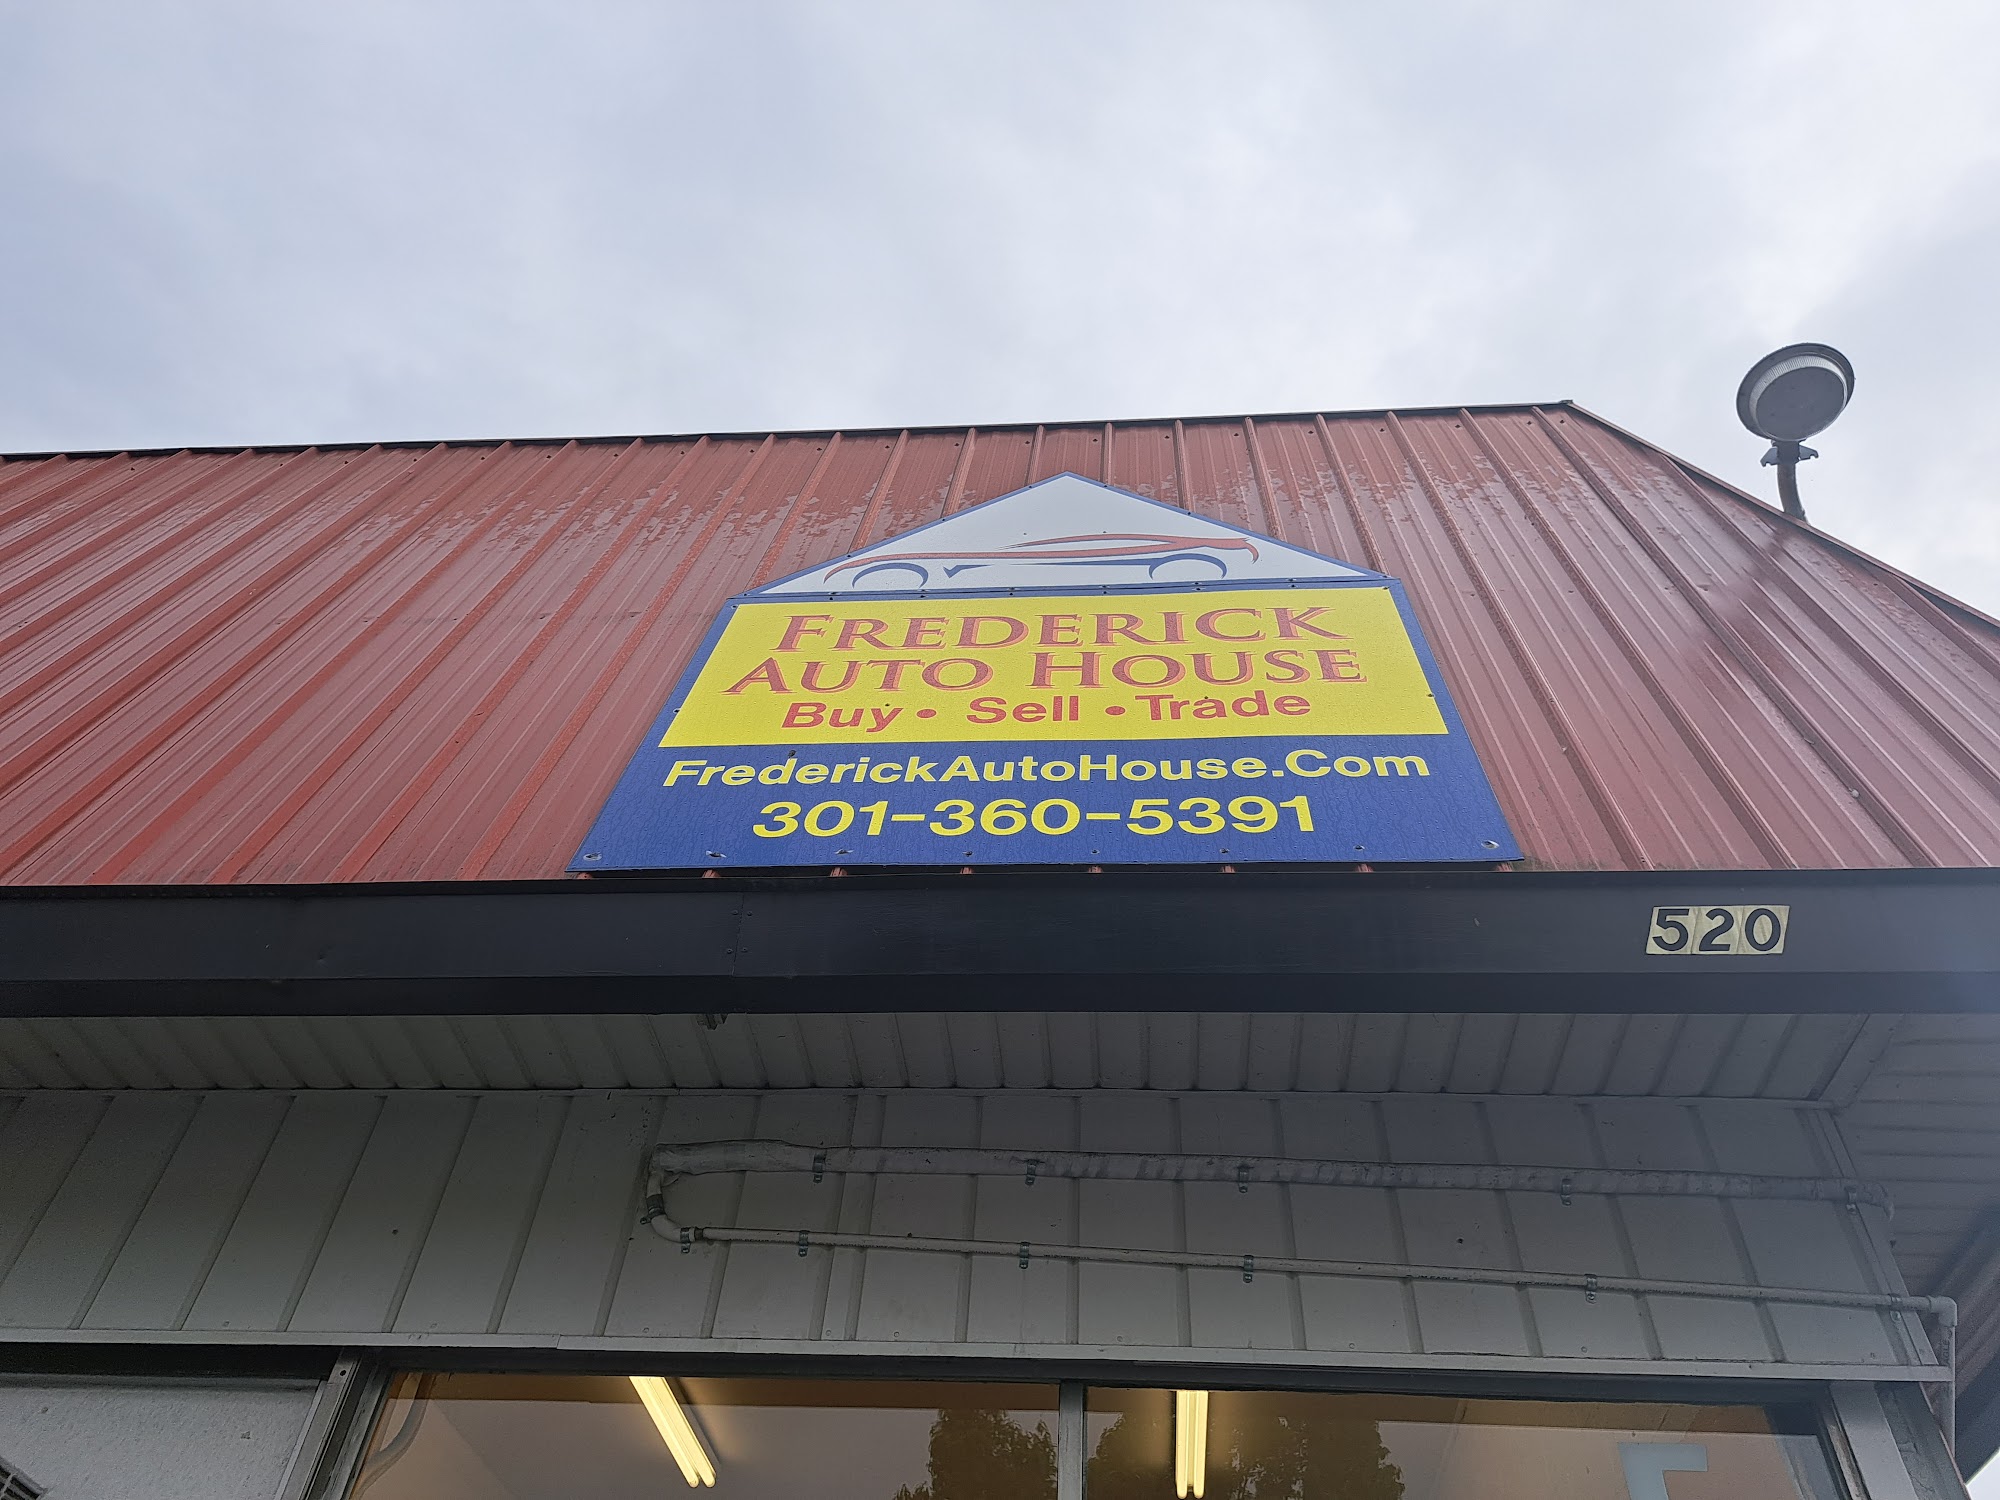 FREDERICK
AUTO HOUSE
Buy • Sell • Trade
FrederickAutoHouse.Com
301-360-5391
520